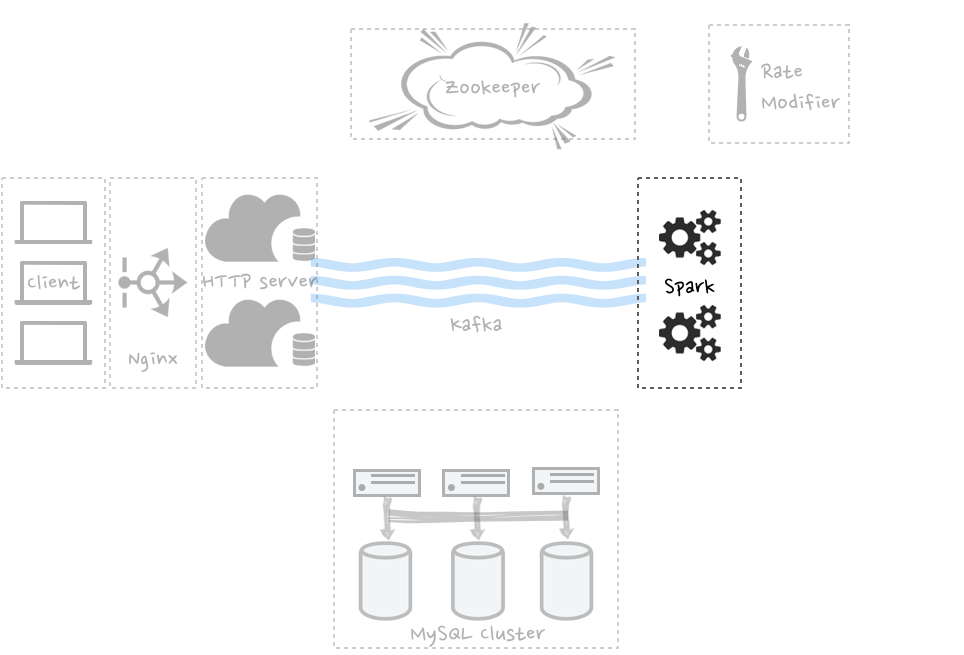 Zookeeper
Rate
Modifier
client
HTTP server
Spark
Kafka
Nginx
MySQL cluster